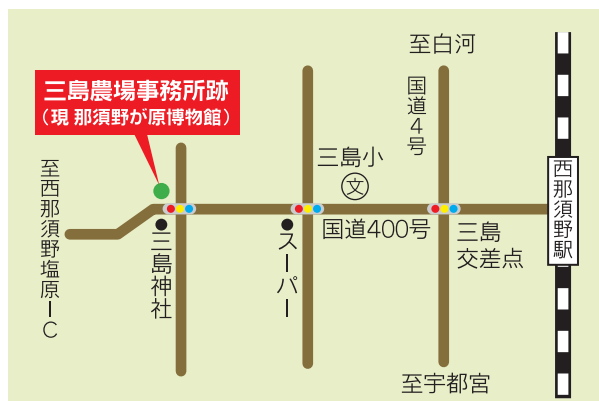 至白河
国道4号
三島農場事務所跡
（現 那須野が原博物館）
三島小
文
至西那須野塩原IC
西那須野駅
国道400号
三島
交差点
三島神社
スーパー
至宇都宮